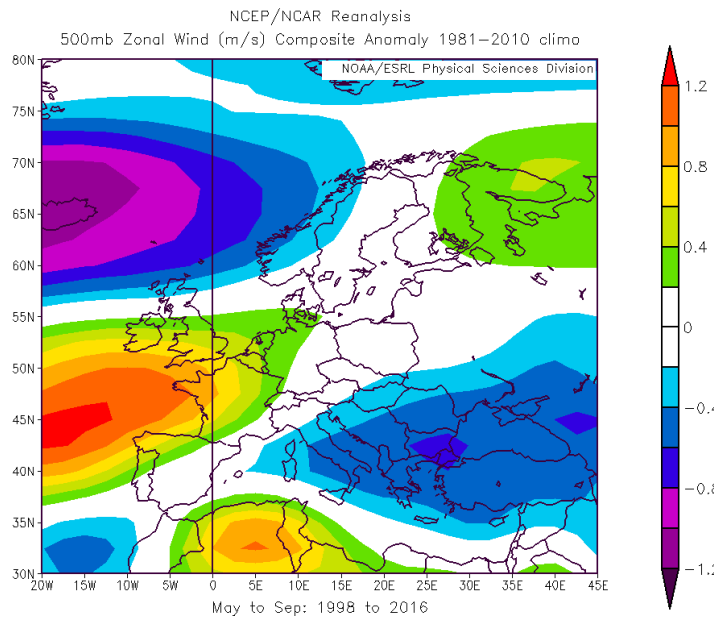 NCEP/NCAR Reanalysis
500mb Zonal Wind (m/s) Composite Anomaly 1981−2010 climo
NOAA/ESRL Physical Sciences Division
80N
75N
70N
65N
60N
55N
50N
45N
40N
35N
30N
20W 15W 10W 5W 0 5E 10E 15E 20E 25E 30E 35E 40E 45E
May to Sep: 1998 to 2016
1.2
0.8
0.4
0
−0.4
−0.8
−1.2